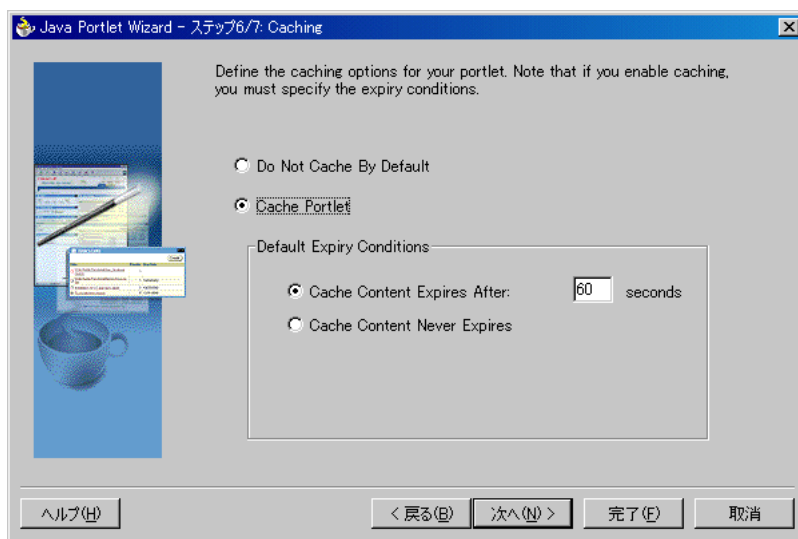 Java Portlet Wizard - ステップ6/7: Caching
Define the caching options for your portlet. Note that if you enable caching,
you must specify the expiry conditions.
Do Not Cache By Default
Cache Portlet
Default Expiry Conditions
Cache Content Expires After: 60 seconds
Cache Content Never Expires
ヘルプ(H) < 戻る(B) 次へ(N) > 完了(F) 取消